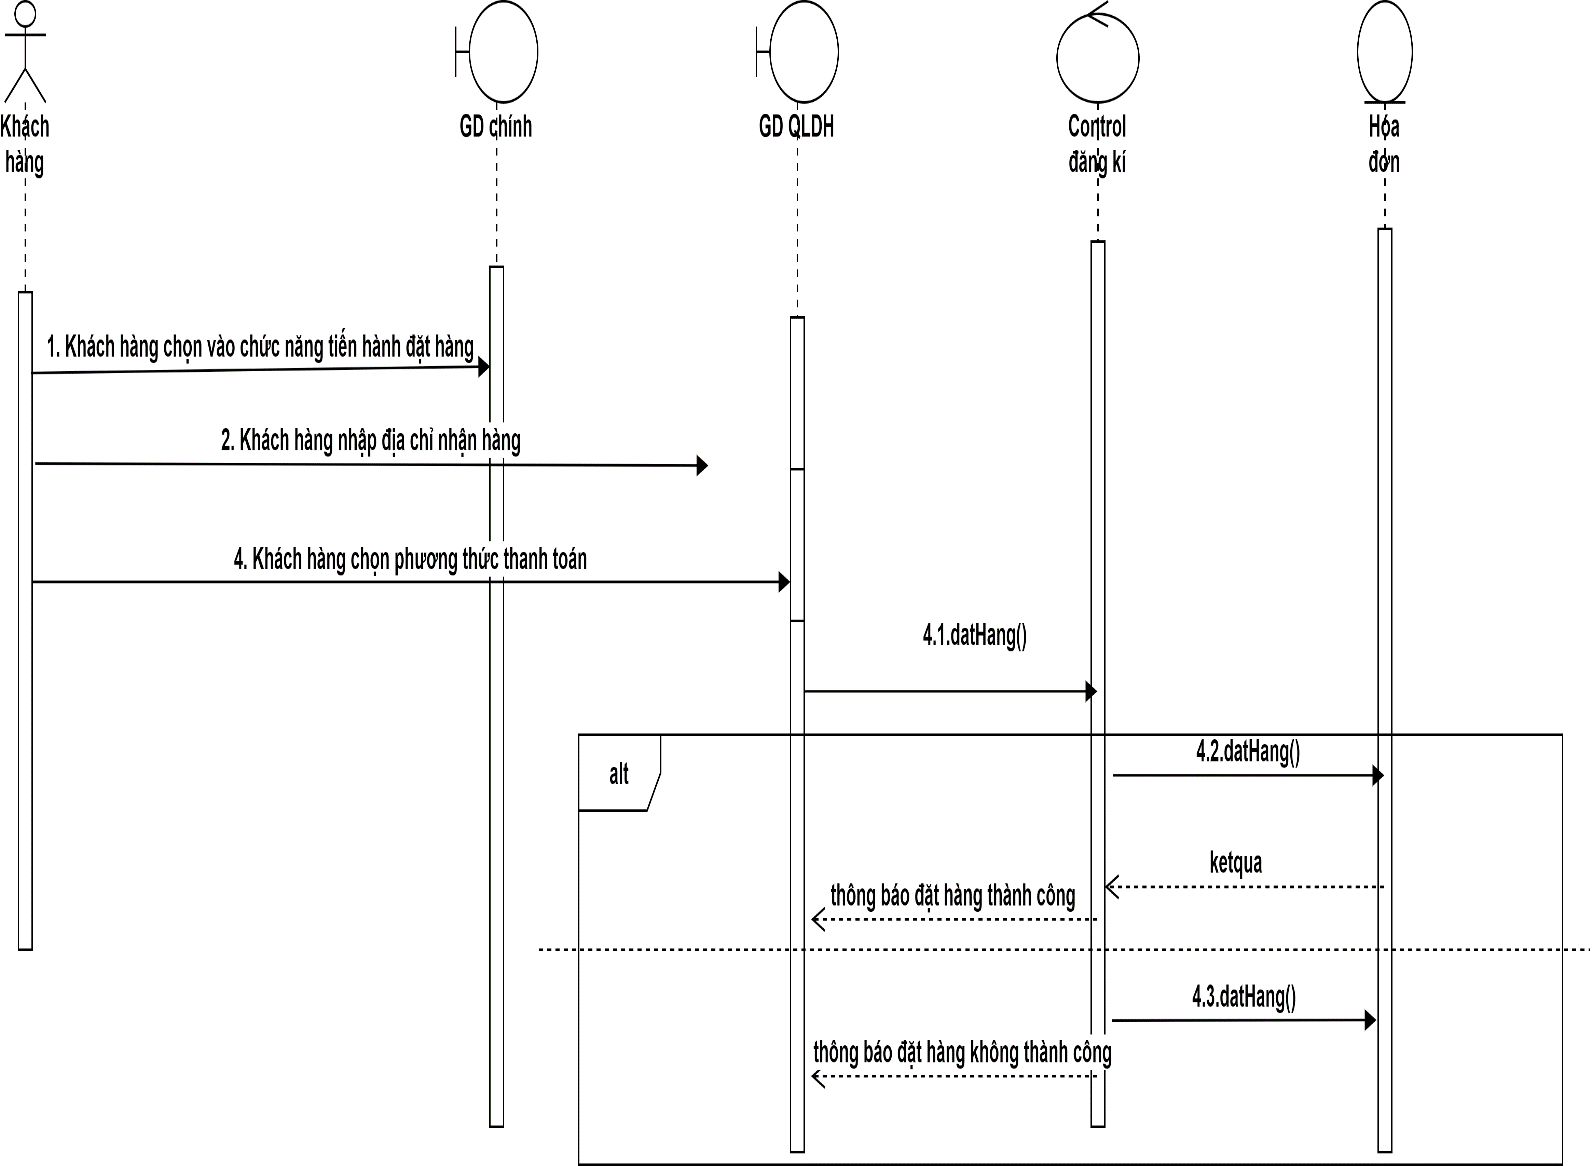 Khách
hàng
GD chính
GD QLDH
Control
đăng kí
Hóa
đơn
1. Khách hàng chọn vào chức năng tiến hành đặt hàng
2. Khách hàng nhập địa chỉ nhận hàng
4. Khách hàng chọn phương thức thanh toán
4.1.datHang()
alt
4.2.datHang()
ketqua
thông báo đặt hàng thành công
4.3.datHang()
thông báo đặt hàng không thành công